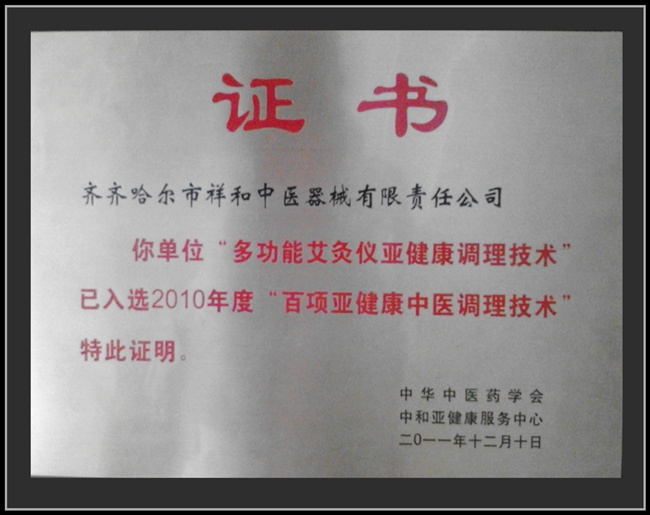 证书
齐齐哈尔市祥和中医器械有限责任公司
你单位“多功能艾灸仪亚健康调理技术”
已入选2010年度“百项亚健康中医调理技术”
特此证明。
中华中医药学会
中和亚健康服务中心
二0一一年十二月十日